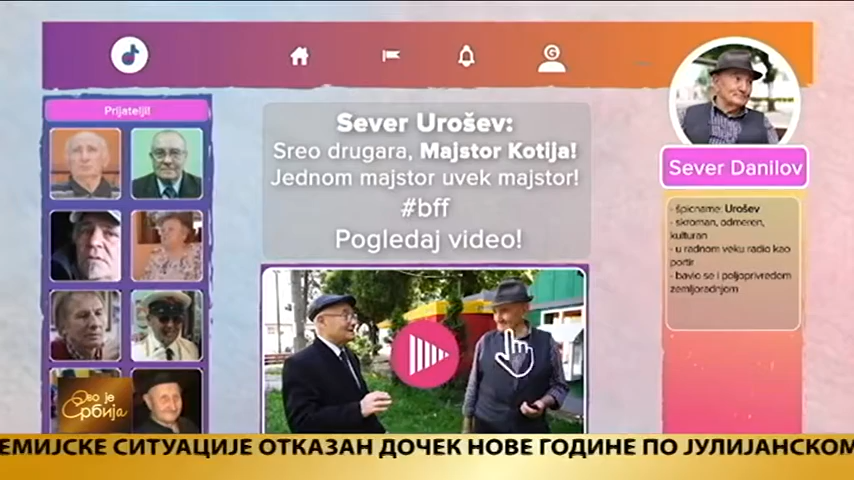 Prijatelji!
Sever Urošev:
Sreo drugara, Majstor Kotija!
Jednom majstor uvek majstor!
#bff
Pogledaj video!
G
Sever Danilov
- špicname: Urošev
- skroman, odmeren,
kulturan
- u radnom veku radio kao
portir
- bavio se i poljoprivredom
zemljoradnjom
Ово је
Србија
ЕМИЈСКЕ СИТУАЦИЈЕ ОТКАЗАН ДОЧЕК НОВЕ ГОДИНЕ ПО ЈУЛИЈАНСКОМ